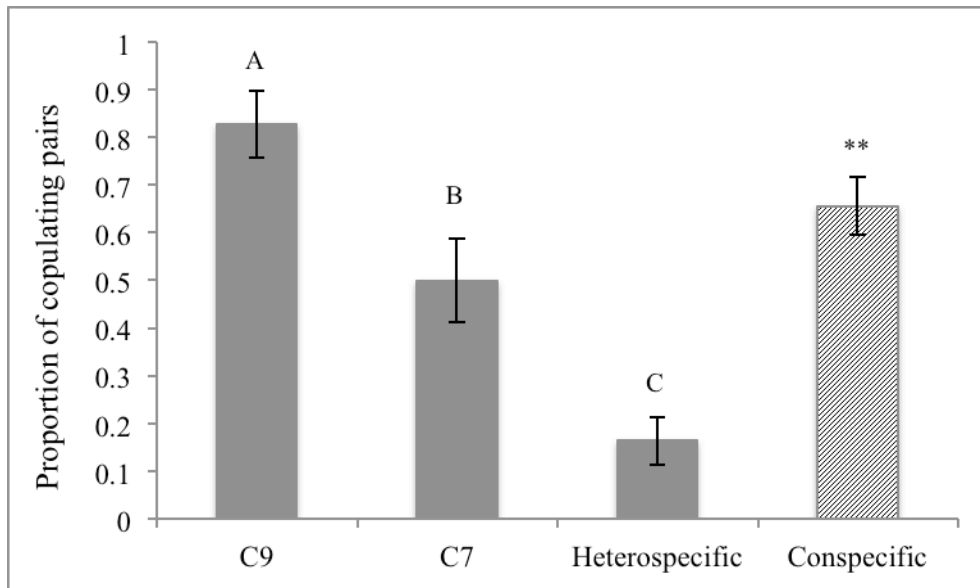 Proportion of copulating pairs
1
0.9
0.8
0.7
0.6
0.5
0.4
0.3
0.2
0.1
0
A
B
C
**
C9
C7
Heterospecific
Conspecific